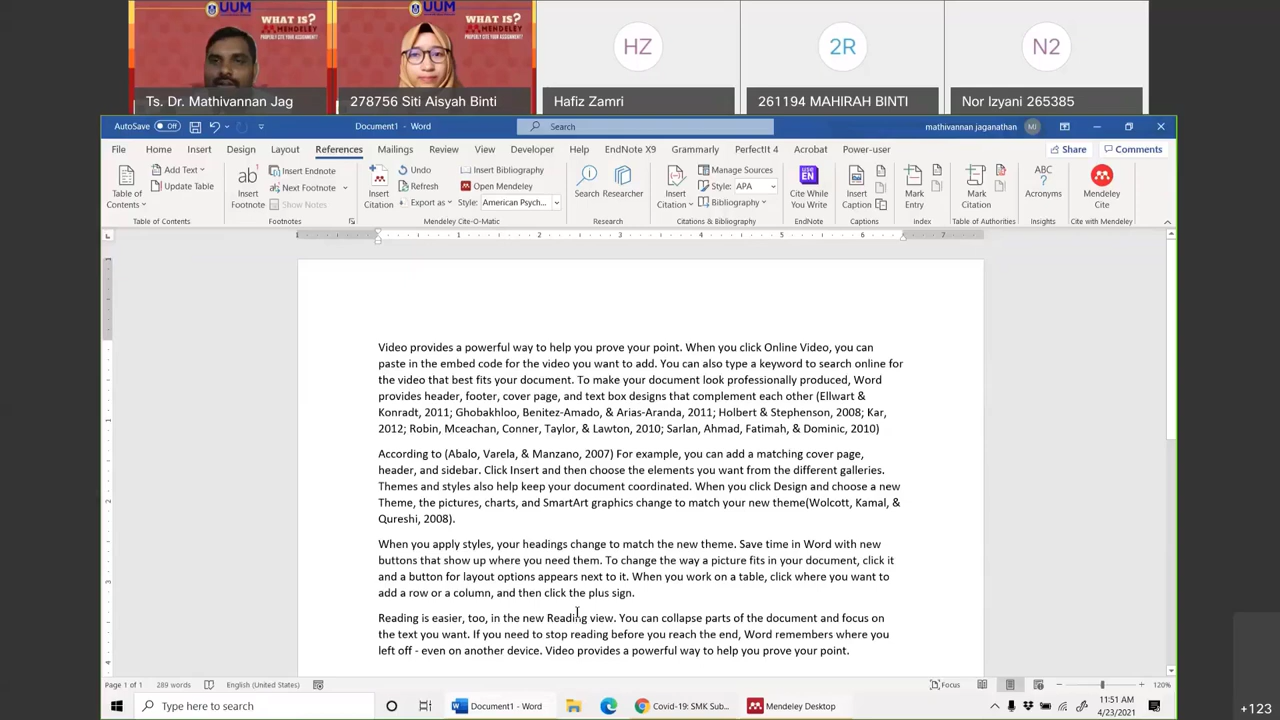 UUM
WHAT IS?
MENDELEY
PROPERLY CITE YOUR ASSIGNMENT?
UUM
WHAT IS?
MENDELEY
PROPERLY CITE YOUR ASSIGNMENT?
HZ
2R
N2
Ts. Dr. Mathivannan Jag
278756 Siti Aisyah Binti
Hafiz Zamri
261194 MAHIRAH BINTI
Nor Izyani 265385
AutoSave Off
Document1 - Word
Search
mathivannan jaganathan
MJ
File Home Insert Design Layout References Mailings Review View Developer Help EndNote X9 Grammarly PerfectIt 4 Acrobat Power-user
Share Comments
Table of Contents
Add Text
Update Table
Table of Contents
ab
Insert Footnote
Insert Endnote
Next Footnote
Show Notes
Footnotes
Insert Citation
Undo
Refresh
Export as
Insert Bibliography
Open Mendeley
Style: American Psych...
Mendeley Cite-O-Matic
Search
Researcher
Research
Insert Citation
Manage Sources
Style: APA
Bibliography
Citations & Bibliography
EN
Cite While You Write
EndNote
Insert Caption
Captions
Mark Entry
Index
Mark Citation
Table of Authorities
ABC
?
Acronyms
Insights
Mendeley Cite
Cite with Mendeley
1 1 2 3 4 5 6 7
Video provides a powerful way to help you prove your point. When you click Online Video, you can
paste in the embed code for the video you want to add. You can also type a keyword to search online for
the video that best fits your document. To make your document look professionally produced, Word
provides header, footer, cover page, and text box designs that complement each other (Ellwart &
Konradt, 2011; Ghobakhloo, Benitez-Amado, & Arias-Aranda, 2011; Holbert & Stephenson, 2008; Kar,
2012; Robin, Mceachan, Conner, Taylor, & Lawton, 2010; Sarlan, Ahmad, Fatimah, & Dominic, 2010)
According to (Abalo, Varela, & Manzano, 2007) For example, you can add a matching cover page,
header, and sidebar. Click Insert and then choose the elements you want from the different galleries.
Themes and styles also help keep your document coordinated. When you click Design and choose a new
Theme, the pictures, charts, and SmartArt graphics change to match your new theme(Wolcott, Kamal, &
Qureshi, 2008).
When you apply styles, your headings change to match the new theme. Save time in Word with new
buttons that show up where you need them. To change the way a picture fits in your document, click it
and a button for layout options appears next to it. When you work on a table, click where you want to
add a row or a column, and then click the plus sign.
Reading is easier, too, in the new Reading view. You can collapse parts of the document and focus on
the text you want. If you need to stop reading before you reach the end, Word remembers where you
left off - even on another device. Video provides a powerful way to help you prove your point.
Page 1 of 1 289 words English (United States)
Focus
120%
Type here to search
Document1 - Word
Covid-19: SMK Sub...
Mendeley Desktop
11:51 AM
4/23/2021
+123